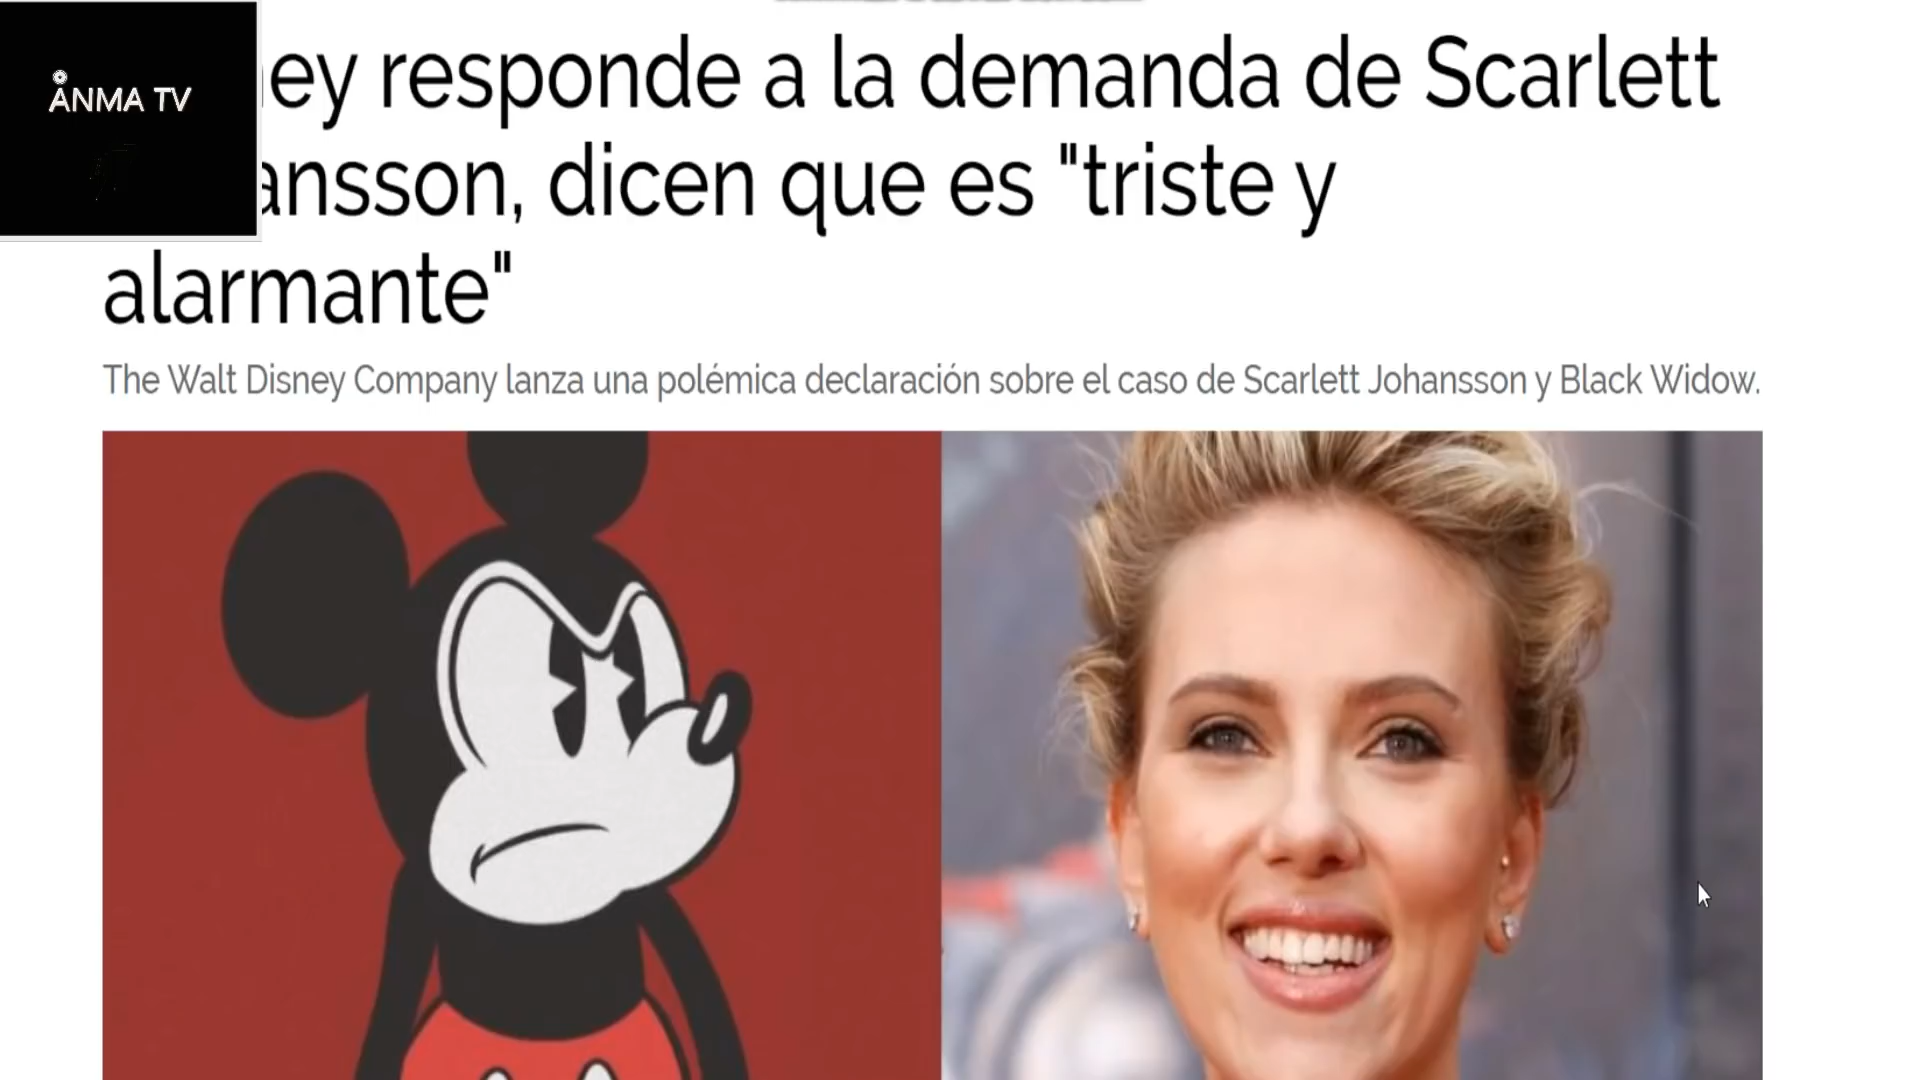 ANMA TV
ey responde a la demanda de Scarlett
ansson, dicen que es "triste y
alarmante"
The Walt Disney Company lanza una polémica declaración sobre el caso de Scarlett Johansson y Black Widow.